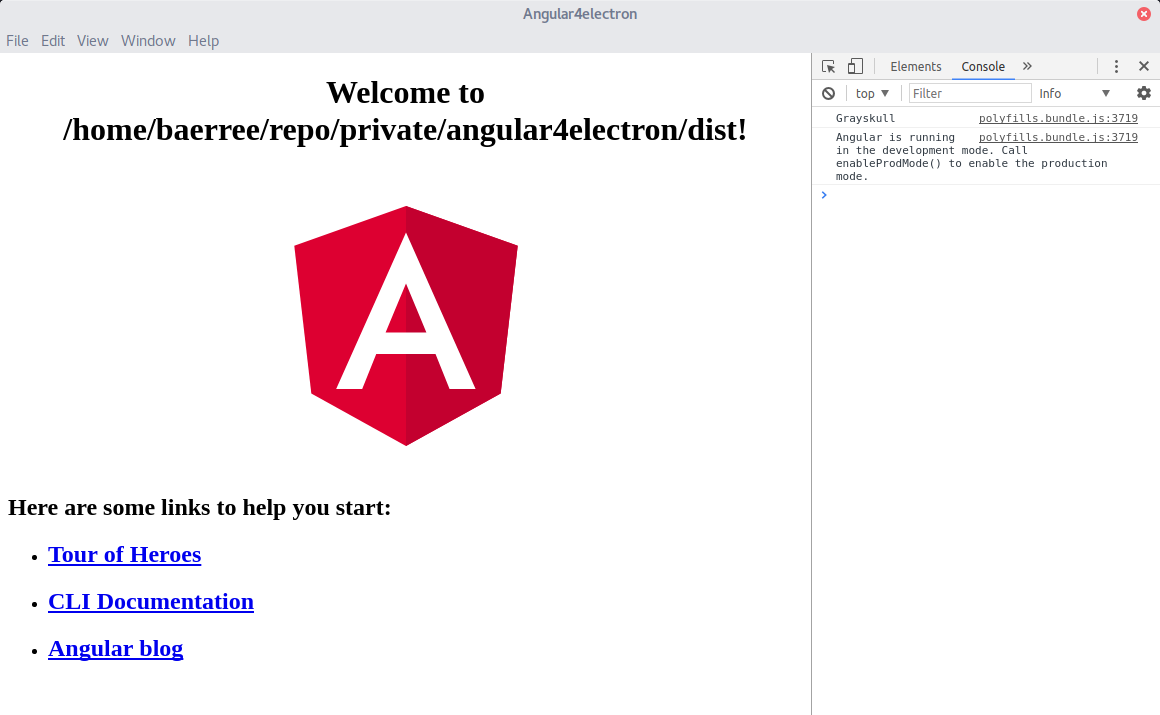 Angular4electron
File Edit View Window Help
Welcome to
/home/baerree/repo/private/angular4electron/dist!
A
Here are some links to help you start:
• Tour of Heroes
• CLI Documentation
• Angular blog
Elements Console »
top ▼ Filter Info ▼
Grayskull polyfills.bundle.js:3719
Angular is running polyfills.bundle.js:3719
in the development mode. Call
enableProdMode() to enable the production
mode.
>